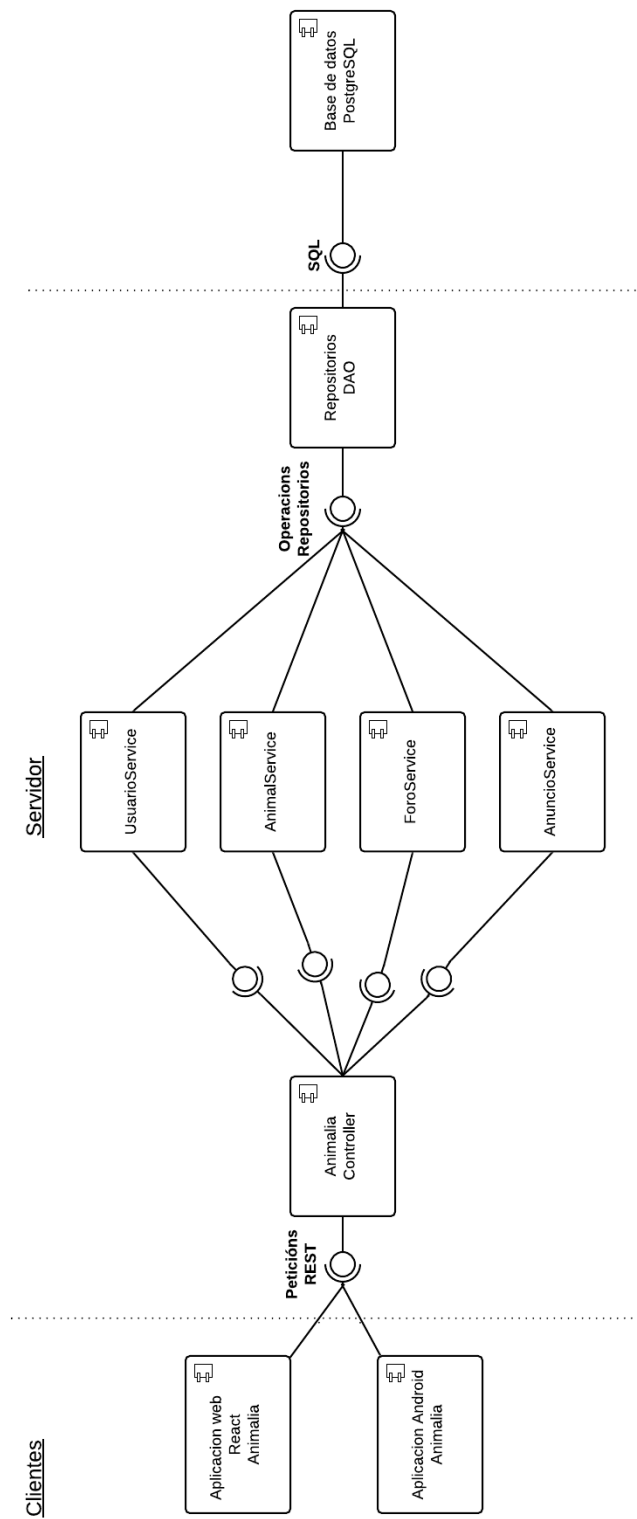 Clientes
Servidor
Aplicacion web
React
Animalia
Aplicacion Android
Animalia
Peticións
REST
Animalia
Controller
UsuarioService
AnimalService
ForoService
AnuncioService
Operacions
Repositorios
Repositorios
DAO
SQL
Base de datos
PostgreSQL